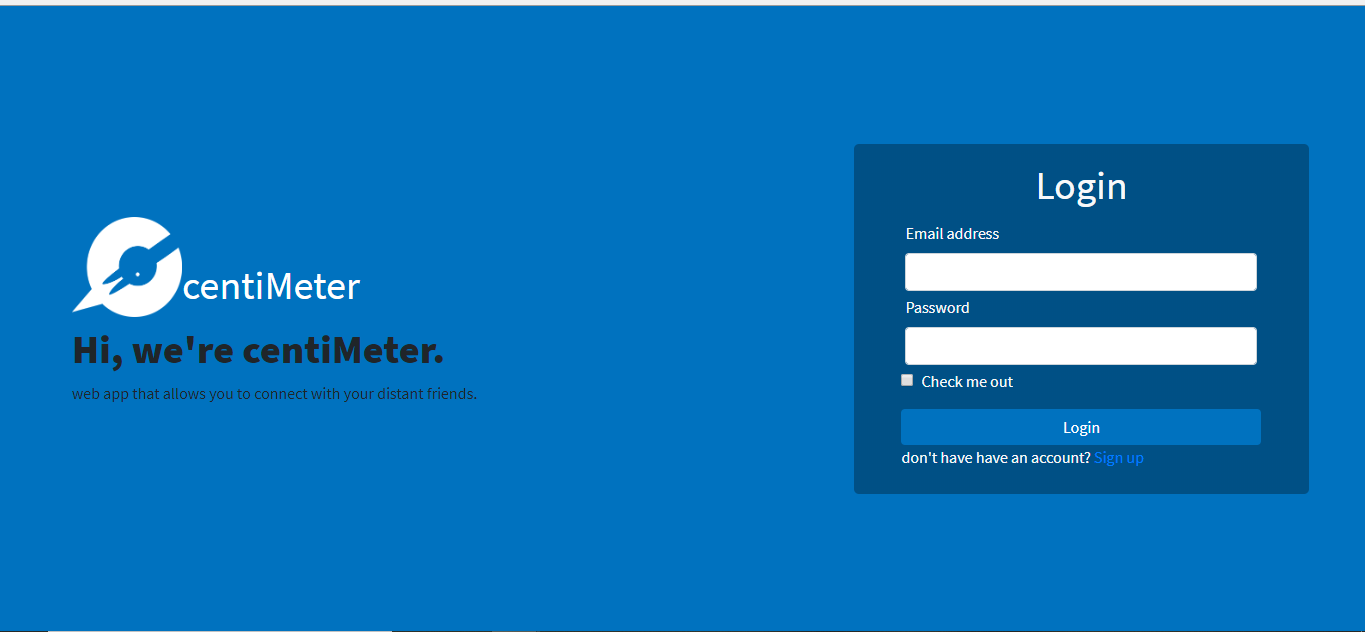 centiMeter
Hi, we're centiMeter.
web app that allows you to connect with your distant friends.
Login
Email address
Password
Check me out
Login
don't have have an account? Sign up